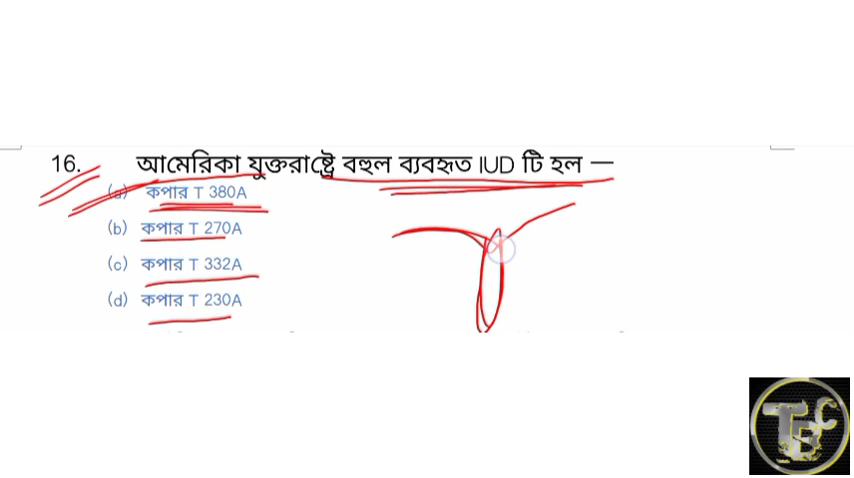 16. আমেরিকা যুক্তরাষ্ট্রে বহুল ব্যবহৃত IUD টি হল —
(a) কপার T 380A
(b) কপার T 270A
(c) কপার T 332A
(d) কপার T 230A